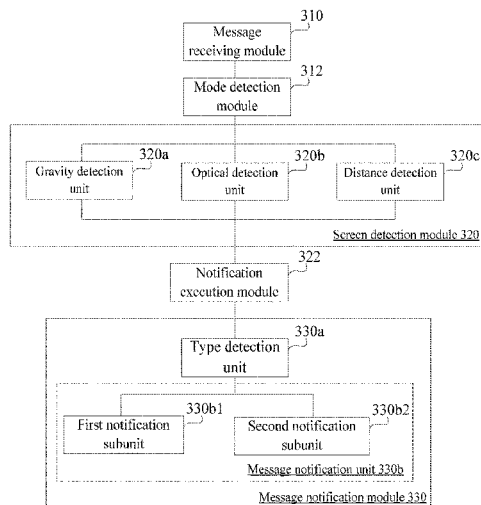 310
Message
receiving module
312
Mode detection
module
320a
320b
320c
Gravity detection
unit
Optical detection
unit
Distance detection
unit
Screen detection module 320
322
Notification
execution module
330a
Type detection
unit
330b1
330b2
First notification
subunit
Second notification
subunit
Message notification unit 330b
Message notification module 330